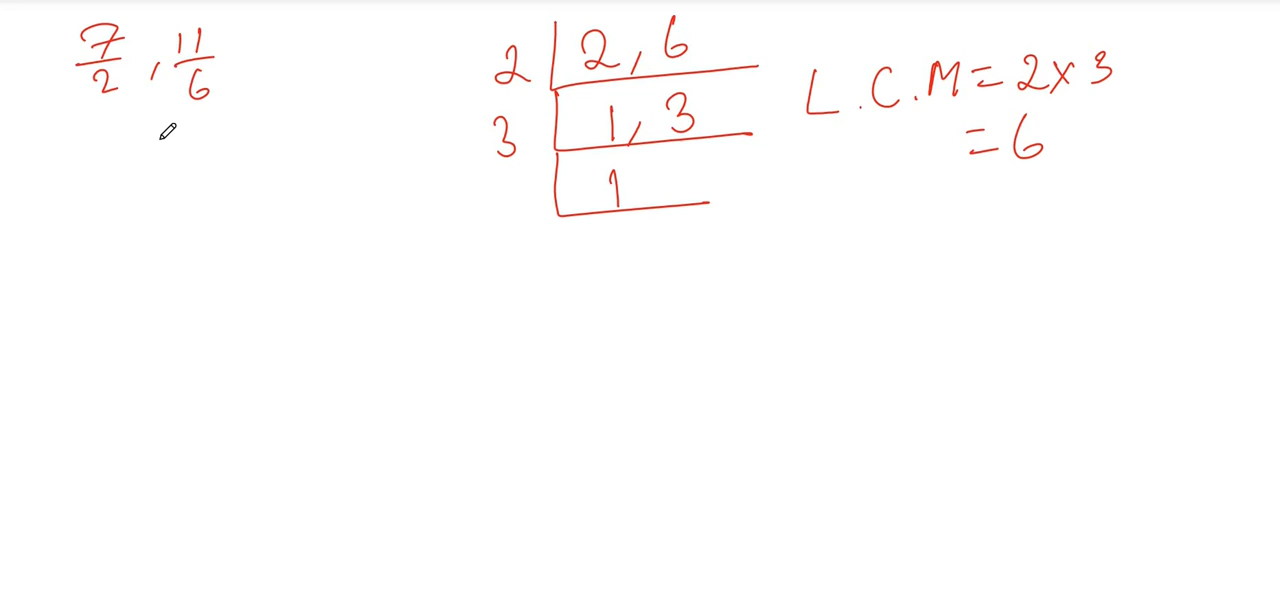 7/2 , 11/6
2 | 2, 6
3 | 1, 3
1
L.C.M = 2 x 3
= 6